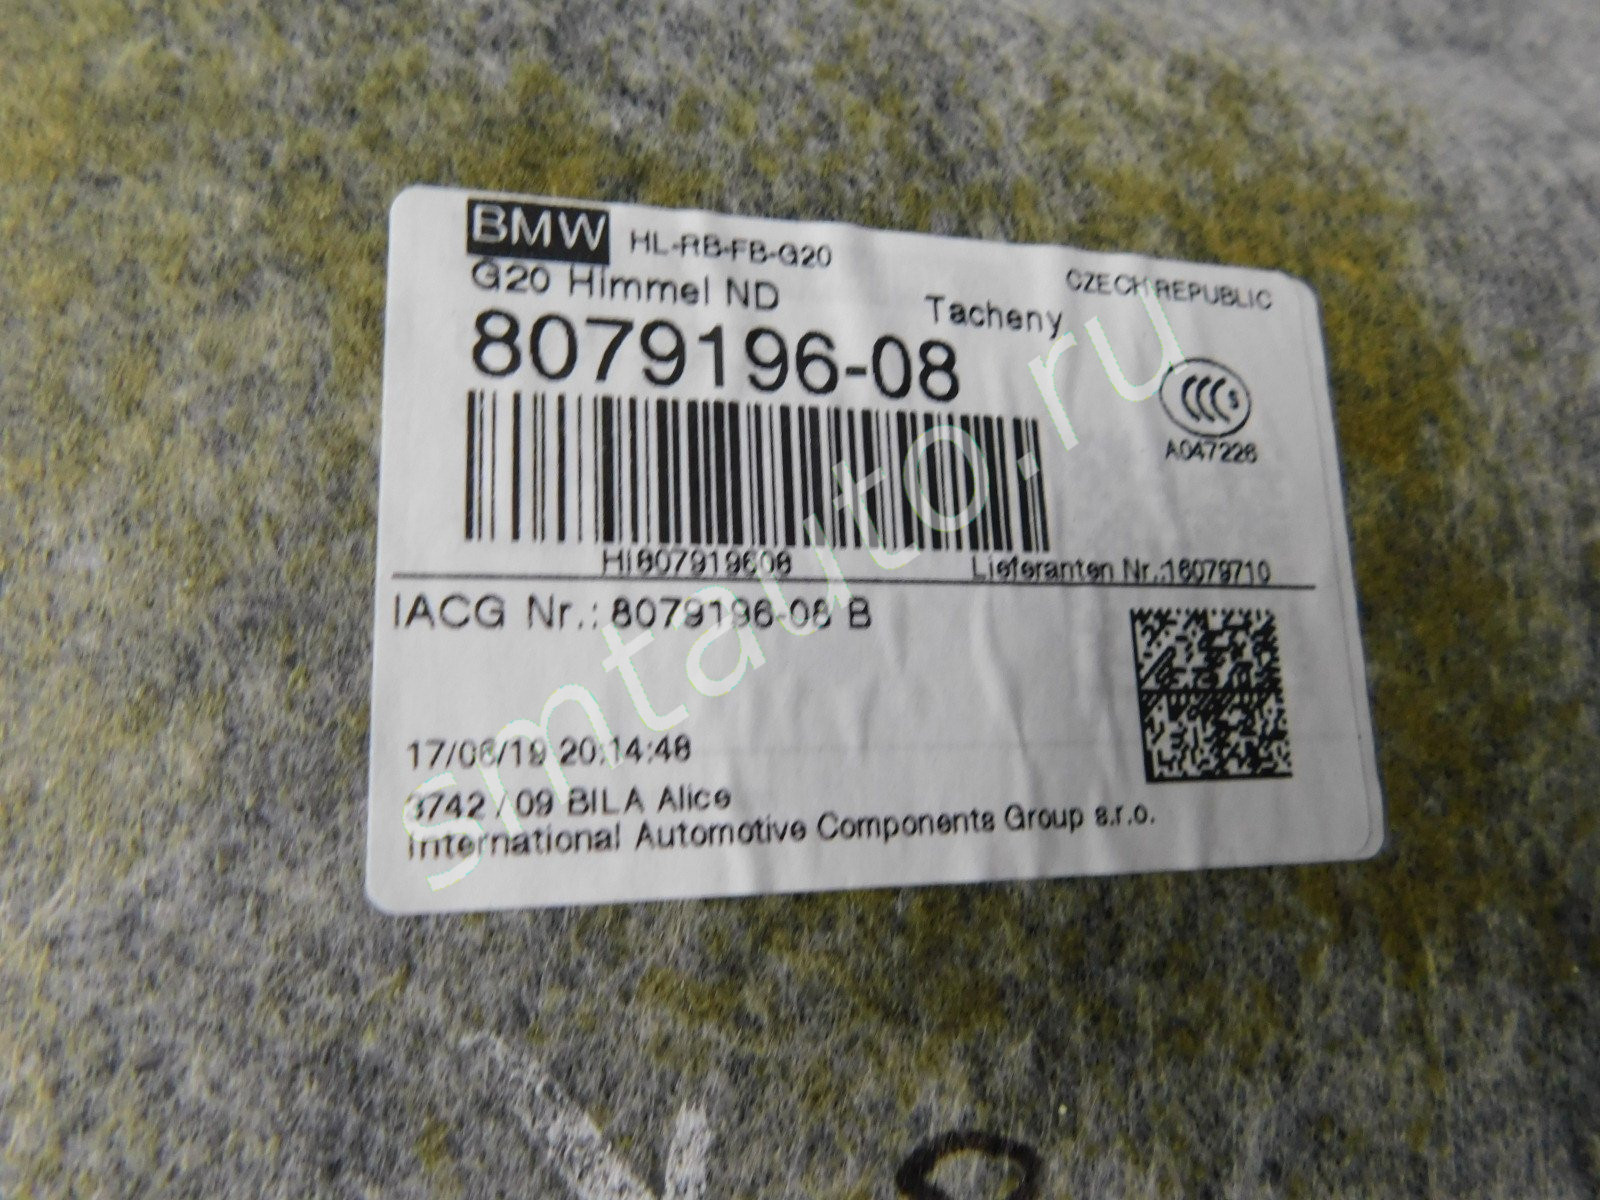 BMW HL-RB-FB-G20
G20 Himmel ND
CZECH REPUBLIC
Tacheny
8079196-08
CCC S
A047226
HI807919608
Lieferanten Nr.:16079710
IACG Nr.: 8079196-08 B
17/06/19 20:14:48
3742 / 09 BILA Alice
International Automotive Components Group s.r.o.
smtauto.ru